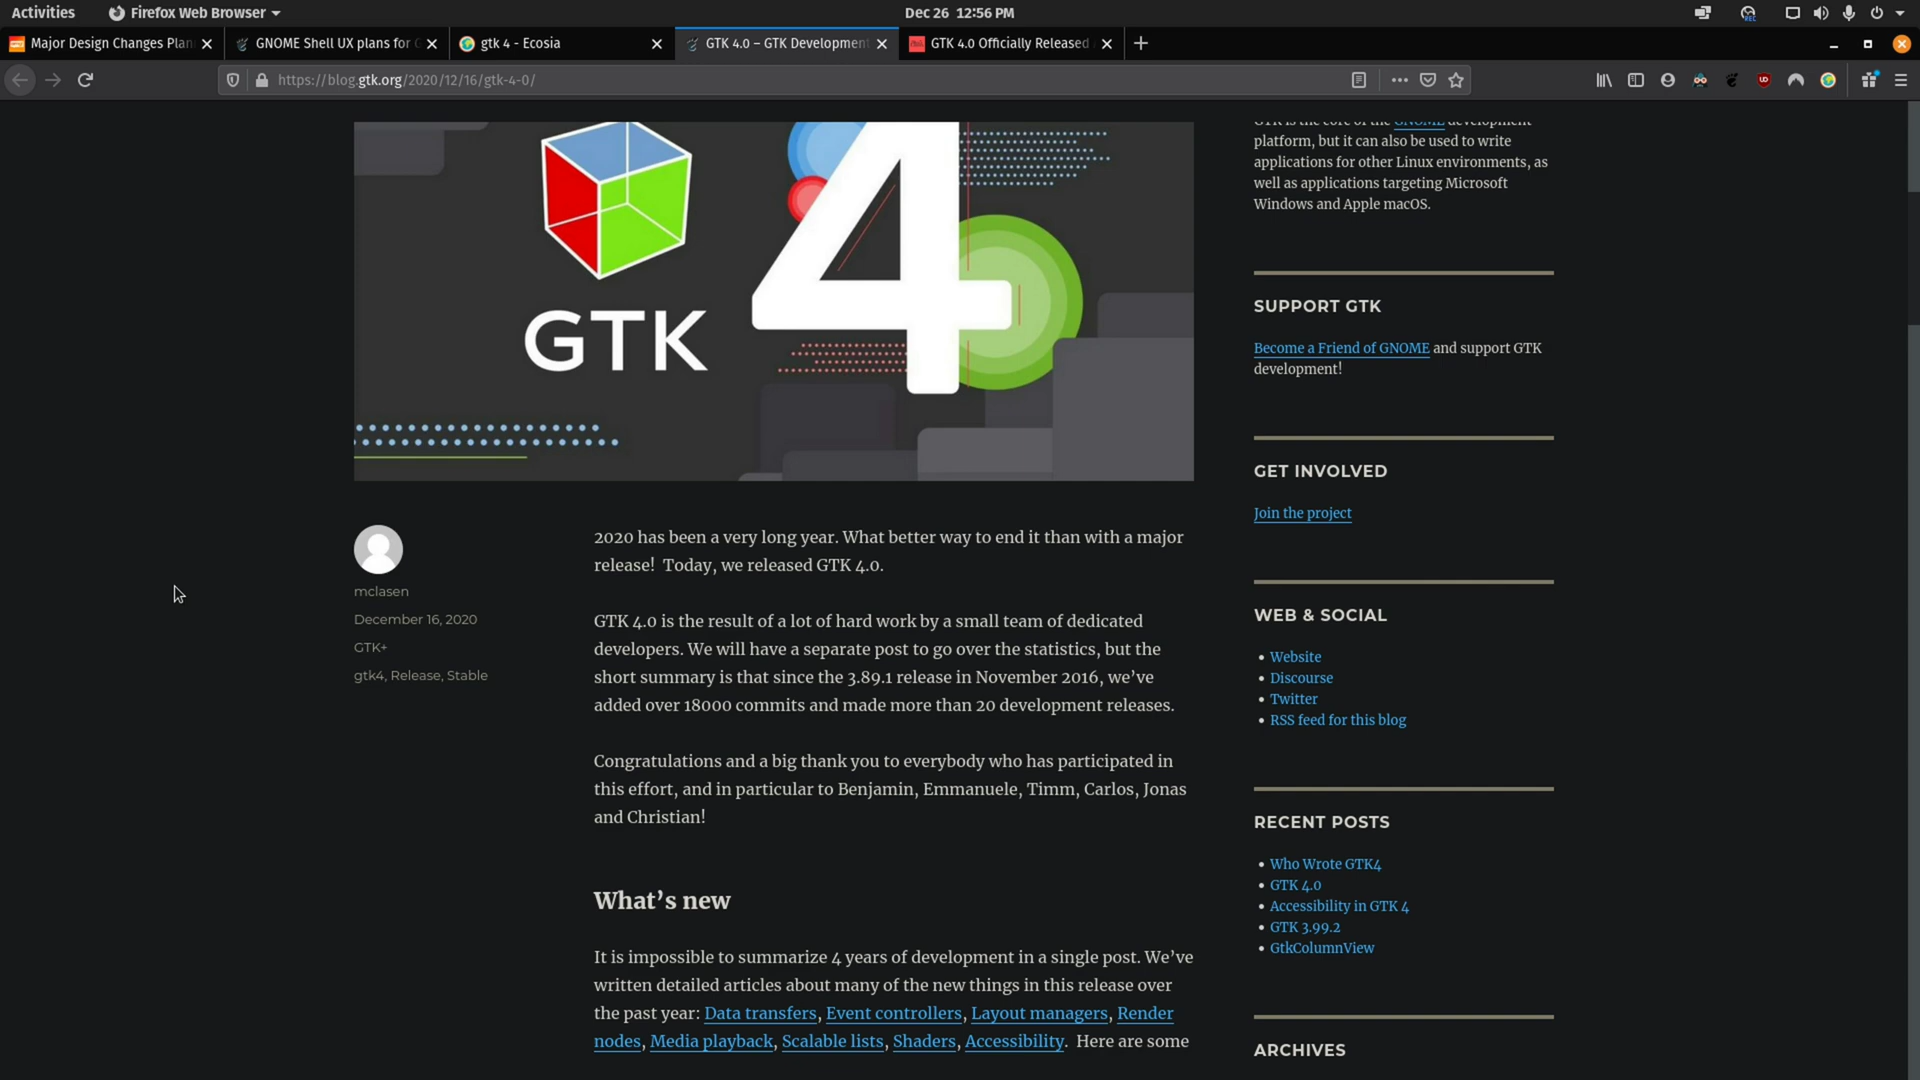 Activities
Firefox Web Browser
Dec 26 12:56 PM
REC
Major Design Changes Plan
GNOME Shell UX plans for
gtk 4 - Ecosia
GTK 4.0 – GTK Development
GTK 4.0 Officially Released
https://blog.gtk.org/2020/12/16/gtk-4-0/
GTK
4
2020 has been a very long year. What better way to end it than with a major
release! Today, we released GTK 4.0.
mclasen
December 16, 2020
GTK+
gtk4, Release, Stable
GTK 4.0 is the result of a lot of hard work by a small team of dedicated
developers. We will have a separate post to go over the statistics, but the
short summary is that since the 3.89.1 release in November 2016, we’ve
added over 18000 commits and made more than 20 development releases.
Congratulations and a big thank you to everybody who has participated in
this effort, and in particular to Benjamin, Emmanuele, Timm, Carlos, Jonas
and Christian!
What’s new
It is impossible to summarize 4 years of development in a single post. We’ve
written detailed articles about many of the new things in this release over
the past year: Data transfers, Event controllers, Layout managers, Render
nodes, Media playback, Scalable lists, Shaders, Accessibility. Here are some
GTK is the core of the GNOME development
platform, but it can also be used to write
applications for other Linux environments, as
well as applications targeting Microsoft
Windows and Apple macOS.
SUPPORT GTK
Become a Friend of GNOME and support GTK
development!
GET INVOLVED
Join the project
WEB & SOCIAL
• Website
• Discourse
• Twitter
• RSS feed for this blog
RECENT POSTS
• Who Wrote GTK4
• GTK 4.0
• Accessibility in GTK 4
• GTK 3.99.2
• GtkColumnView
ARCHIVES